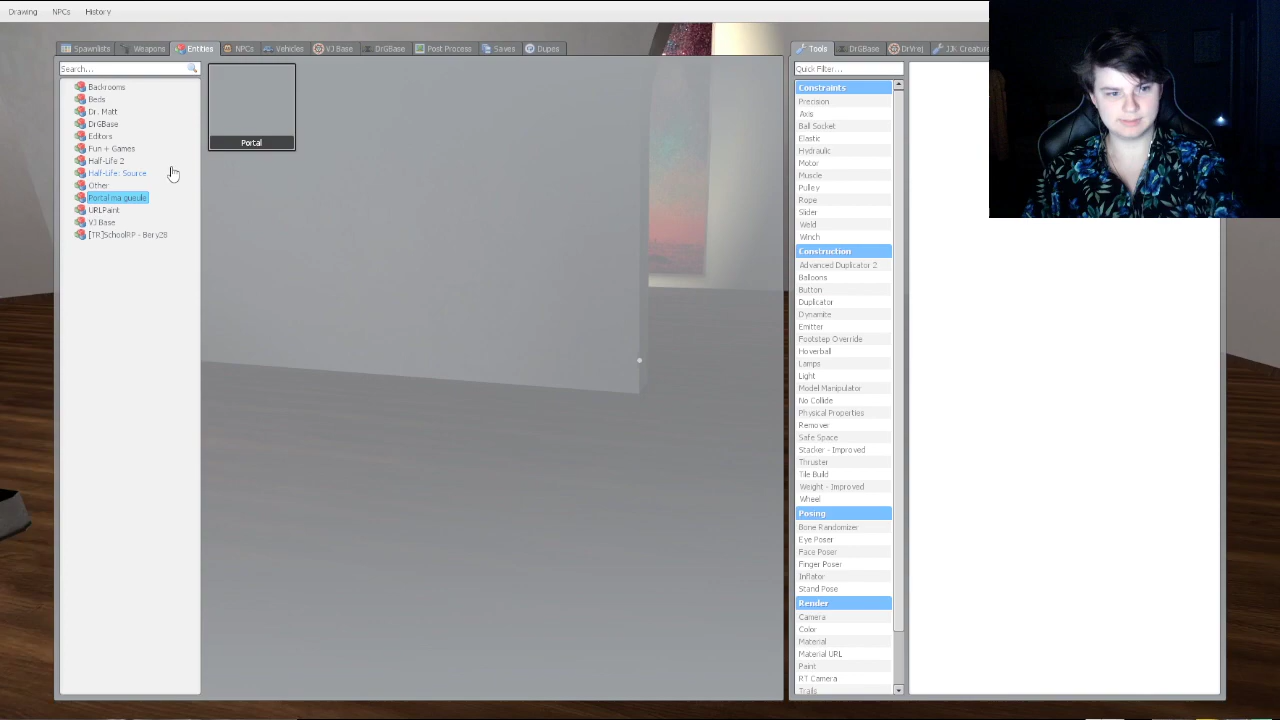 Drawing NPCs History
Spawnlists Weapons Entities NPCs Vehicles VJ Base DrGBase Post Process Saves Dupes
Search...
Backrooms
Beds
Dr. Matt
DrGBase
Editors
Fun + Games
Half-Life 2
Half-Life: Source
Other
Portal ma gueule
URLPaint
VJ Base
[TR]SchoolRP - Bery28
Portal
Tools DrGBase DrVrej JJK Creature
Quick Filter...
Constraints
Precision
Axis
Ball Socket
Elastic
Hydraulic
Motor
Muscle
Pulley
Rope
Slider
Weld
Winch
Construction
Advanced Duplicator 2
Balloons
Button
Duplicator
Dynamite
Emitter
Footstep Override
Hoverball
Lamps
Light
Model Manipulator
No Collide
Physical Properties
Remover
Safe Space
Stacker - Improved
Thruster
Tile Build
Weight - Improved
Wheel
Posing
Bone Randomizer
Eye Poser
Face Poser
Finger Poser
Inflator
Stand Pose
Render
Camera
Color
Material
Material URL
Paint
RT Camera
Trails